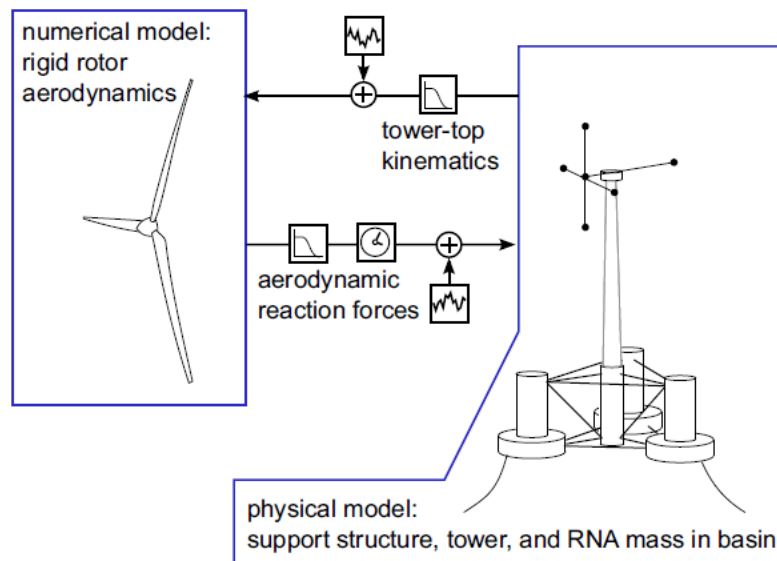 numerical model:
rigid rotor
aerodynamics
tower-top
kinematics
aerodynamic
reaction forces
physical model:
support structure, tower, and RNA mass in basin